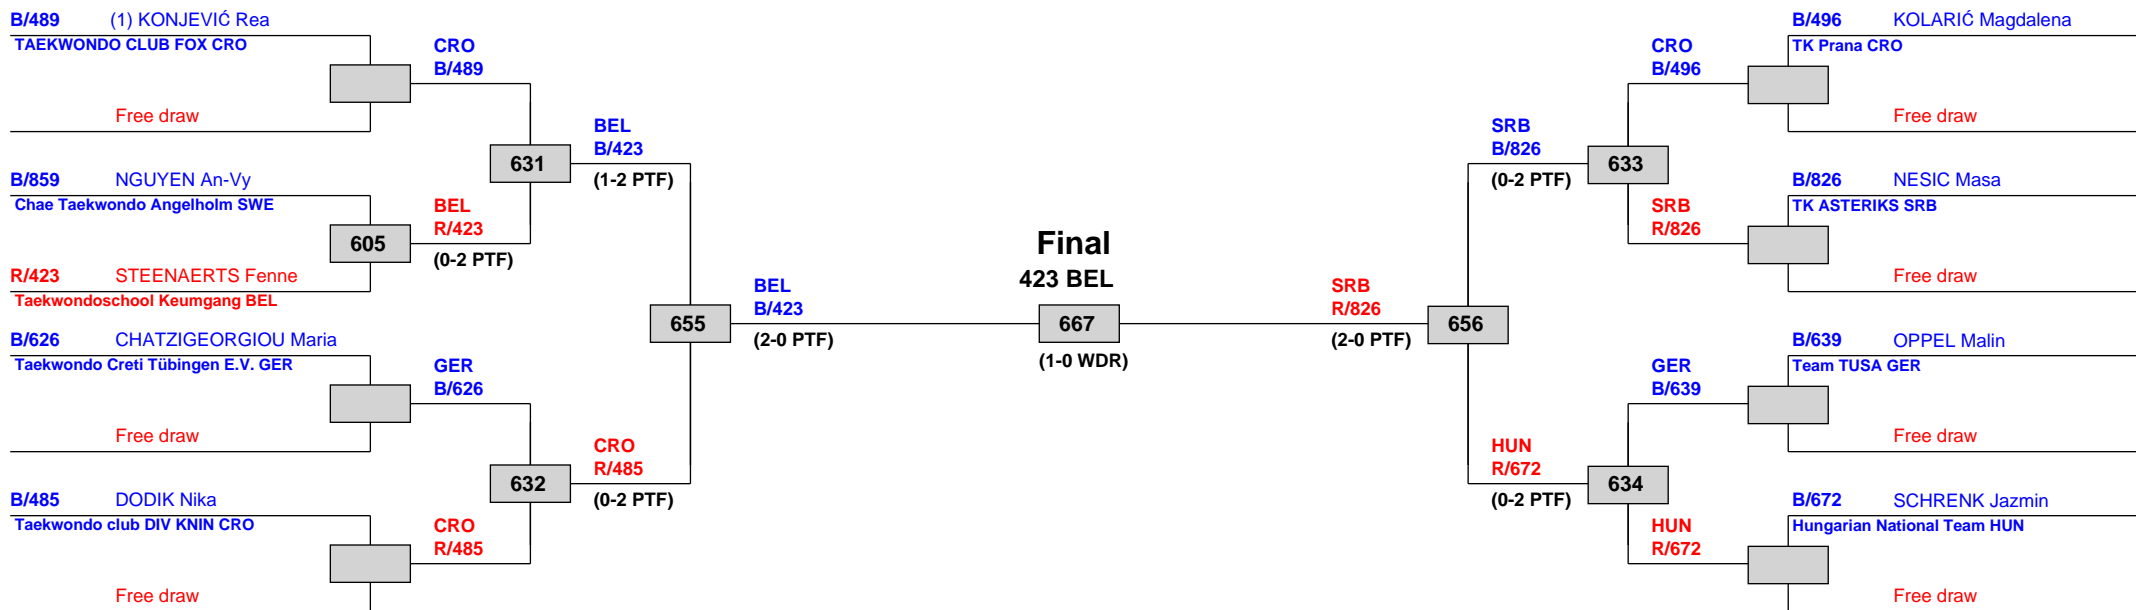 B/489 (1) KONJEVIĆ Rea
TAEKWONDO CLUB FOX CRO
Free draw
B/859 NGUYEN An-Vy
Chae Taekwondo Angelholm SWE
R/423 STEENAERTS Fenne
Taekwondoschool Keumgang BEL
B/626 CHATZIGEORGIOU Maria
Taekwondo Creti Tübingen E.V. GER
Free draw
B/485 DODIK Nika
Taekwondo club DIV KNIN CRO
Free draw
605
CRO
B/489
BEL
R/423
(0-2 PTF)
GER
B/626
CRO
R/485
631
632
BEL
B/423
(1-2 PTF)
CRO
R/485
(0-2 PTF)
655
BEL
B/423
(2-0 PTF)
Final
423 BEL
667
(1-0 WDR)
SRB
R/826
(2-0 PTF)
656
SRB
B/826
(0-2 PTF)
HUN
R/672
(0-2 PTF)
633
634
CRO
B/496
SRB
R/826
GER
B/639
HUN
R/672
B/496 KOLARIĆ Magdalena
TK Prana CRO
Free draw
B/826 NESIC Masa
TK ASTERIKS SRB
Free draw
B/639 OPPEL Malin
Team TUSA GER
Free draw
B/672 SCHRENK Jazmin
Hungarian National Team HUN
Free draw